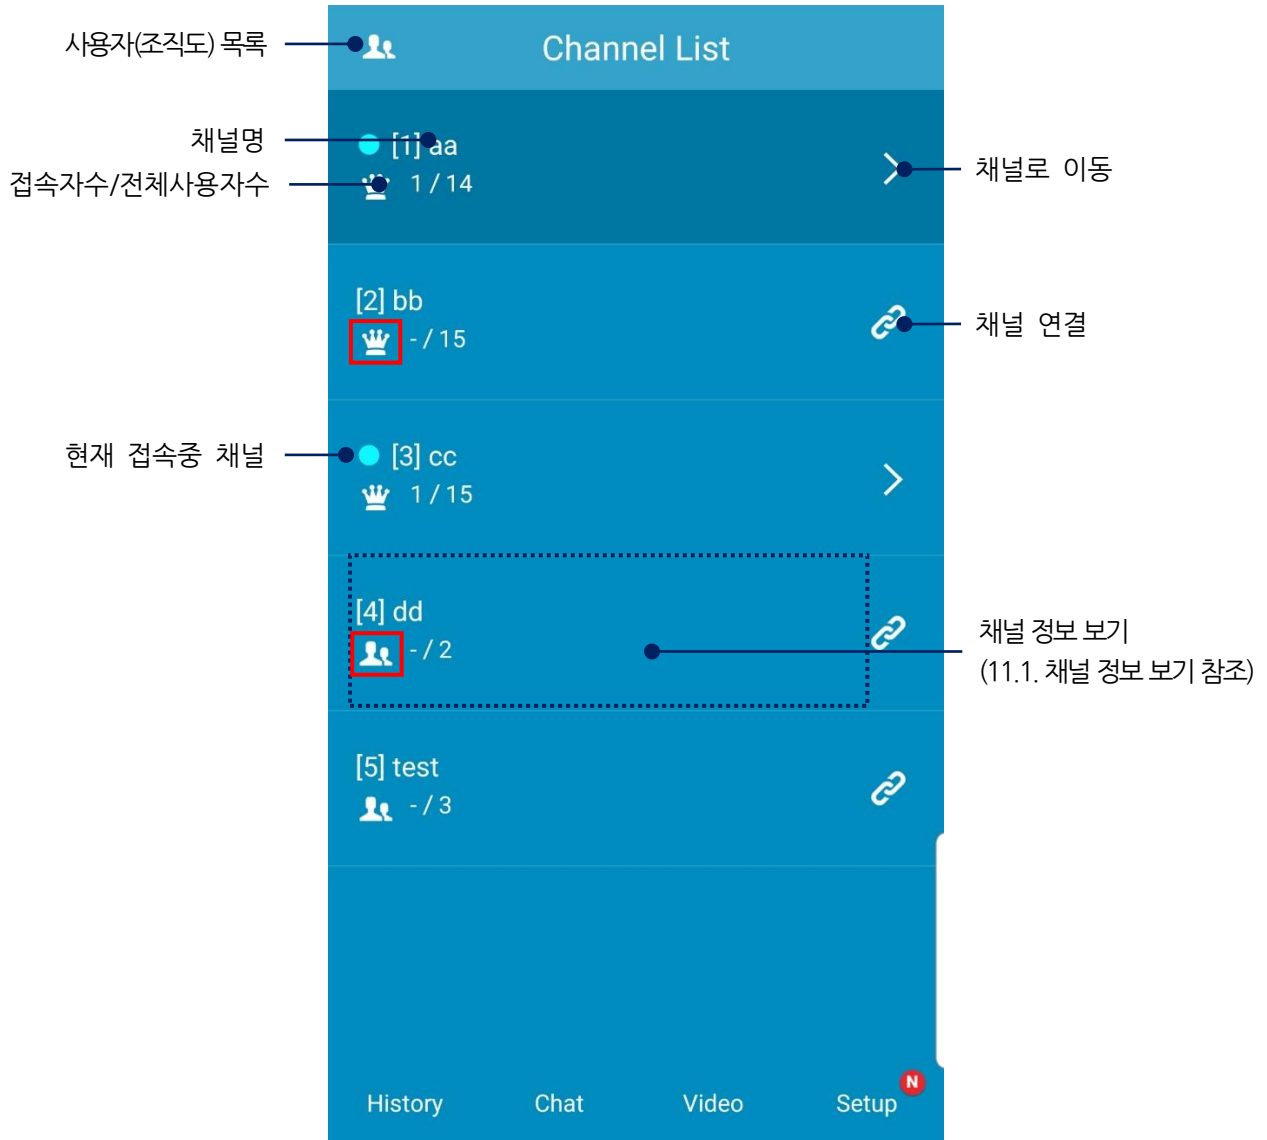 사용자(조직도) 목록
Channel List
채널명
[1] aa
접속자수/전체사용자수
1 / 14
채널로 이동
[2] bb
- / 15
채널 연결
현재 접속중 채널
[3] cc
1 / 15
[4] dd
- / 2
채널 정보 보기
(11.1. 채널 정보 보기 참조)
[5] test
- / 3
History
Chat
Video
Setup
N